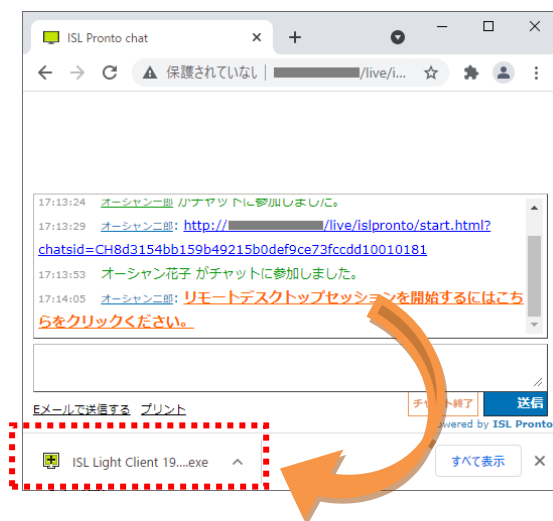 ISL Pronto chat
保護されていない /live/i...
17:13:24 オーシャン一郎 がチャットに参加しました。
17:13:29 オーシャン二郎: http:// /live/islpronto/start.html?
chatsid=CH8d3154bb159b49215b0def9ce73fccdd10010181
17:13:53 オーシャン花子 がチャットに参加しました。
17:14:05 オーシャン二郎: リモートデスクトップセッションを開始するにはこち
らをクリックください。
Eメールで送信する プリント チャット終了 送信
Powered by ISL Pronto
ISL Light Client 19....exe すべて表示